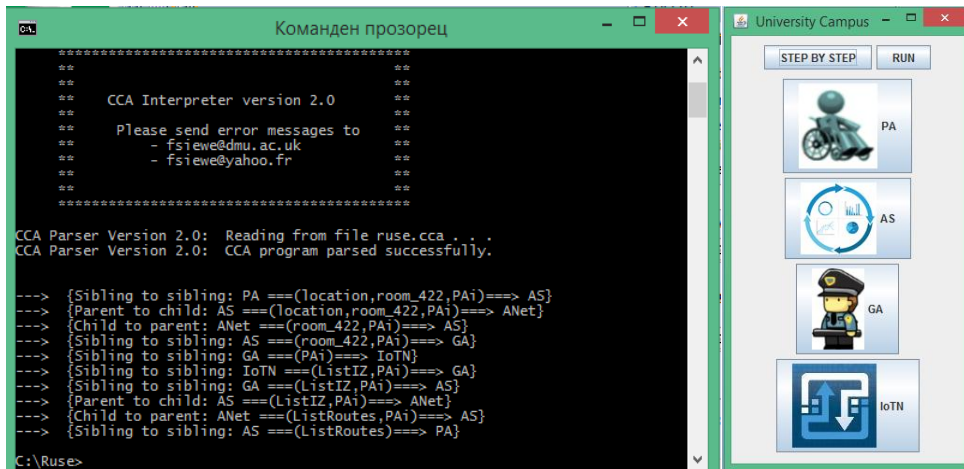 Команден прозорец
******************************************
** **
** CCA Interpreter version 2.0 **
** **
** Please send error messages to **
** - fsiewe@dmu.ac.uk **
** - fsiewe@yahoo.fr **
** **
** **
******************************************
CCA Parser Version 2.0: Reading from file ruse.cca . . .
CCA Parser Version 2.0: CCA program parsed successfully.
---> {Sibling to sibling: PA ===(location,room_422,PAi)===> AS}
---> {Parent to child: AS ===(location,room_422,PAi)===> ANet}
---> {Child to parent: ANet ===(room_422,PAi)===> AS}
---> {Sibling to sibling: AS ===(room_422,PAi)===> GA}
---> {Sibling to sibling: GA ===(PAi)===> IoTN}
---> {Sibling to sibling: IoTN ===(ListIZ,PAi)===> GA}
---> {Sibling to sibling: GA ===(ListIZ,PAi)===> AS}
---> {Parent to child: AS ===(ListIZ,PAi)===> ANet}
---> {Child to parent: ANet ===(ListRoutes,PAi)===> AS}
---> {Sibling to sibling: AS ===(ListRoutes)===> PA}
C:\Ruse>
University Campus
STEP BY STEP RUN
PA
AS
GA
IoTN